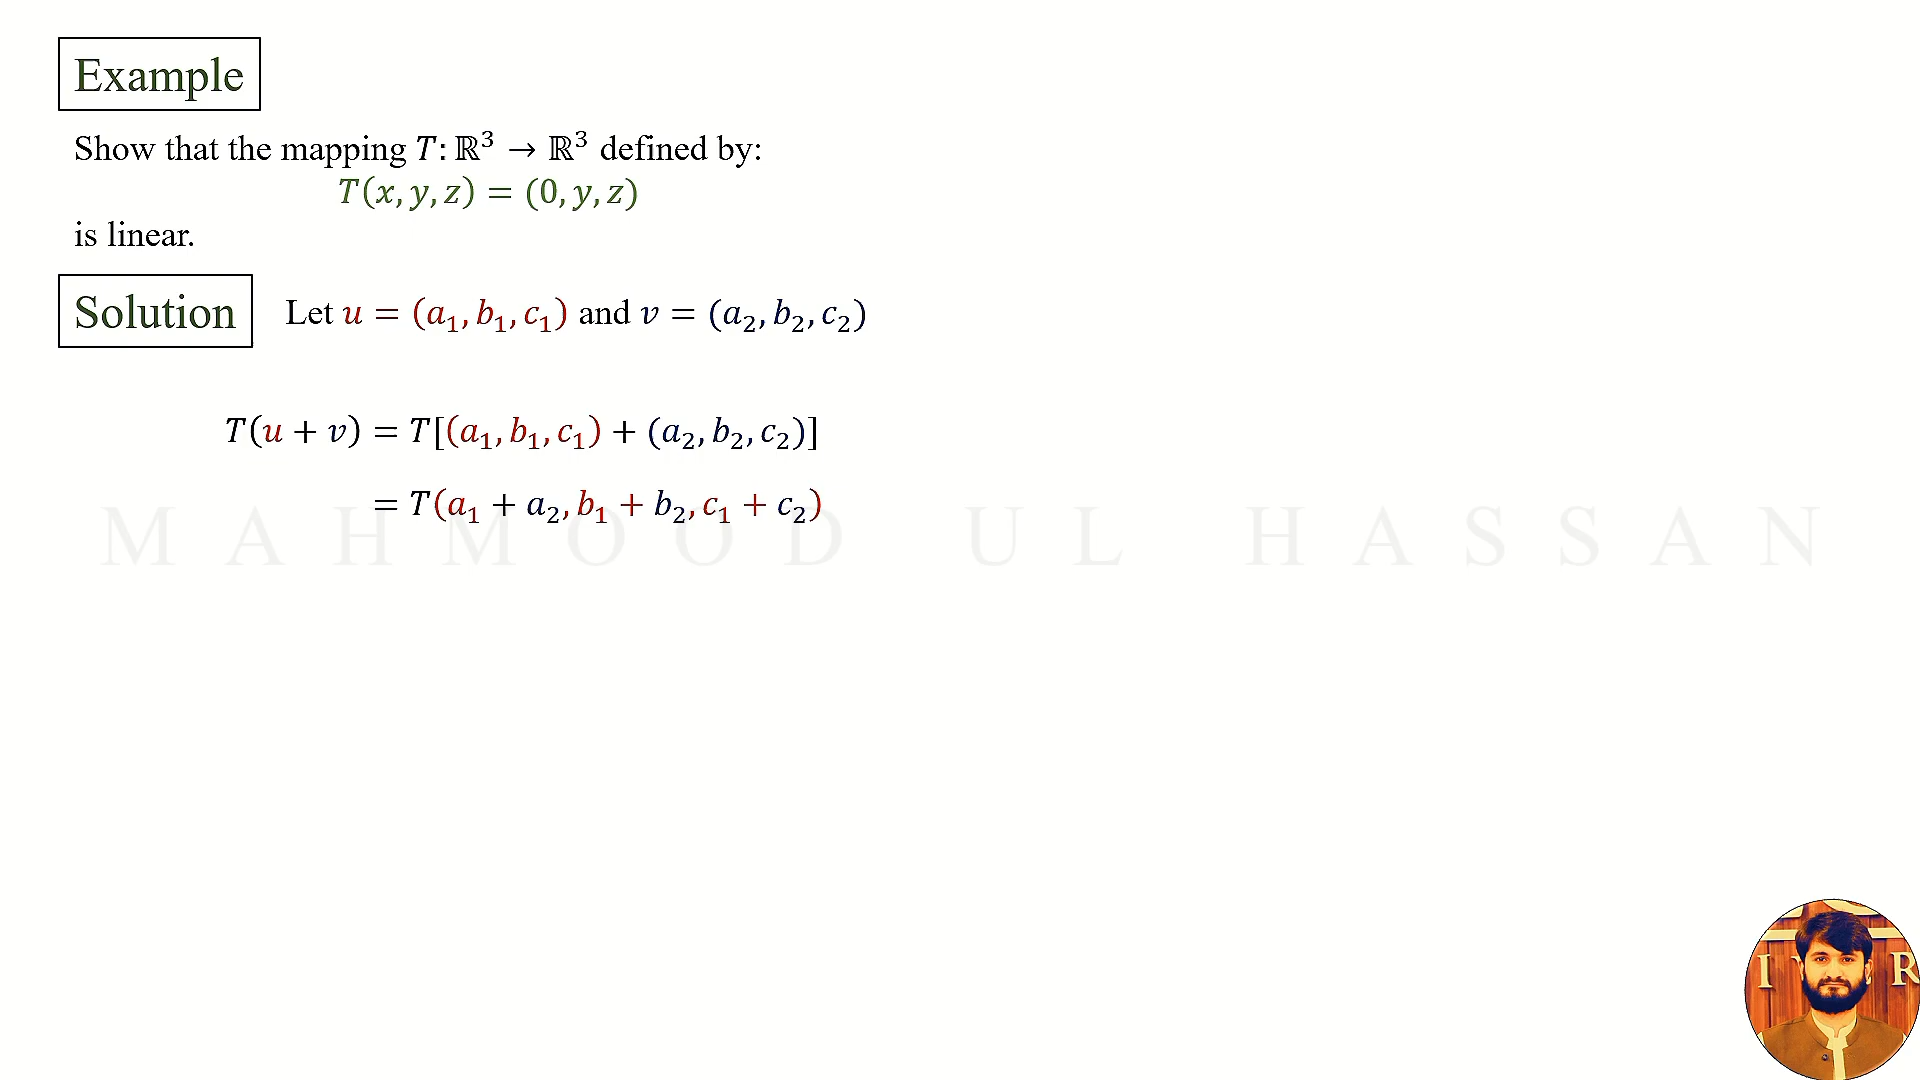 Example
Show that the mapping T: ℝ³ → ℝ³ defined by:
T(x, y, z) = (0, y, z)
is linear.
Solution
Let u = (a₁, b₁, c₁) and v = (a₂, b₂, c₂)
T(u + v) = T[(a₁, b₁, c₁) + (a₂, b₂, c₂)]
= T(a₁ + a₂, b₁ + b₂, c₁ + c₂)
MAHMOOD UL HASSAN